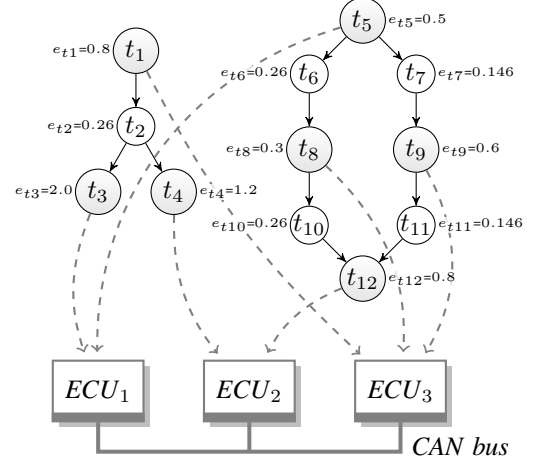 t5 e_t5=0.5
e_t1=0.8 t1
e_t6=0.26 t6 t7 e_t7=0.146
e_t2=0.26 t2
e_t8=0.3 t8 t9 e_t9=0.6
e_t3=2.0 t3 t4 e_t4=1.2
e_t10=0.26 t10 t11 e_t11=0.146
t12 e_t12=0.8
ECU1 ECU2 ECU3
CAN bus